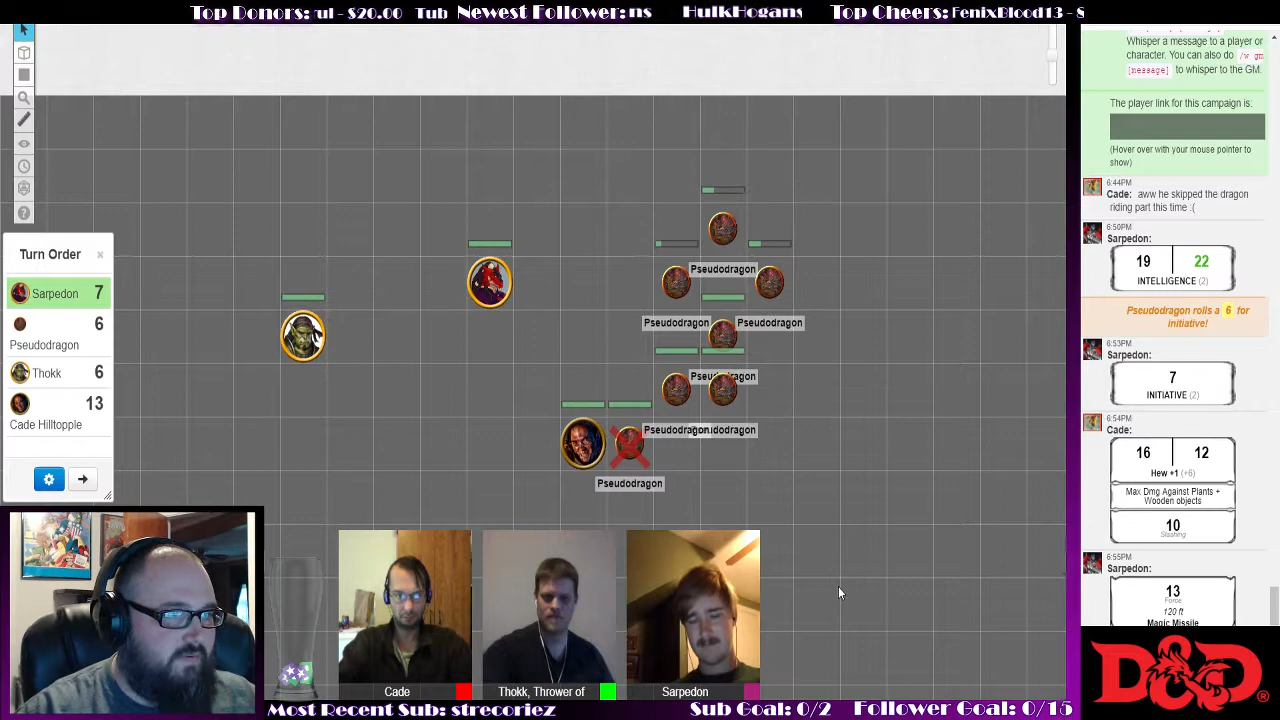 Top Donors: ul - $20.00 Tub Newest Follower: ns HulkHogans Top Cheers: FenixBlood13 - 8
Turn Order ×
Sarpedon 7
6
Pseudodragon
Thokk 6
13
Cade Hilltopple
Pseudodragon
Pseudodragon
Pseudodragon
Pseudodragon
Pseudodragon
Pseudodragon
Pseudodragon
Cade
Thokk, Thrower of
Sarpedon
Whisper a message to a player or
character. You can also do /w gm
[message] to whisper to the GM.
The player link for this campaign is:
(Hover over with your mouse pointer to
show)
6:44PM
Cade: aww he skipped the dragon
riding part this time :(
6:50PM
Sarpedon:
19 22
INTELLIGENCE (2)
Pseudodragon rolls a 6 for
initiative!
6:53PM
Sarpedon:
7
INITIATIVE (2)
6:54PM
Cade:
16 12
Hew +1 (+6)
Max Dmg Against Plants +
Wooden objects
10
Slashing
6:55PM
Sarpedon:
13
Force
120 ft
Magic Missile
D&D
Most Recent Sub: strecoriez Sub Goal: 0/2 Follower Goal: 0/15